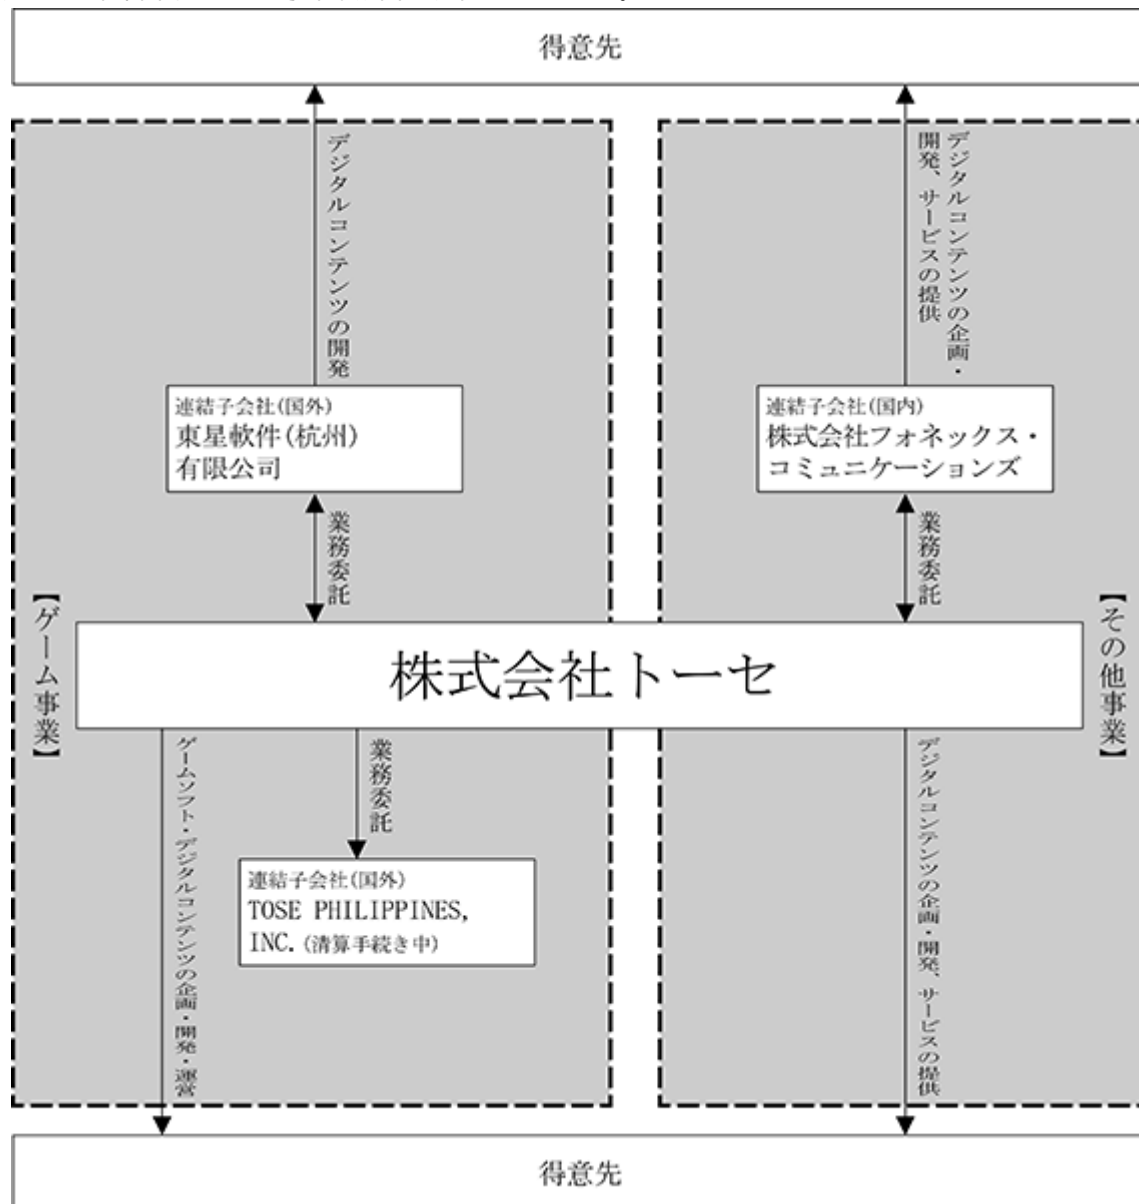 得意先
デジタルコンテンツの開発
デジタルコンテンツの企画・
開発、サービスの提供
連結子会社(国外)
東星軟件(杭州)
有限公司
連結子会社(国内)
株式会社フォネックス・
コミュニケーションズ
業務委託
業務委託
【ゲーム事業】
株式会社トーセ
【その他事業】
ゲームソフト・デジタルコンテンツの企画・開発・運営
業務委託
デジタルコンテンツの企画・開発、サービスの提供
連結子会社(国外)
TOSE PHILIPPINES,
INC.(清算手続き中)
得意先